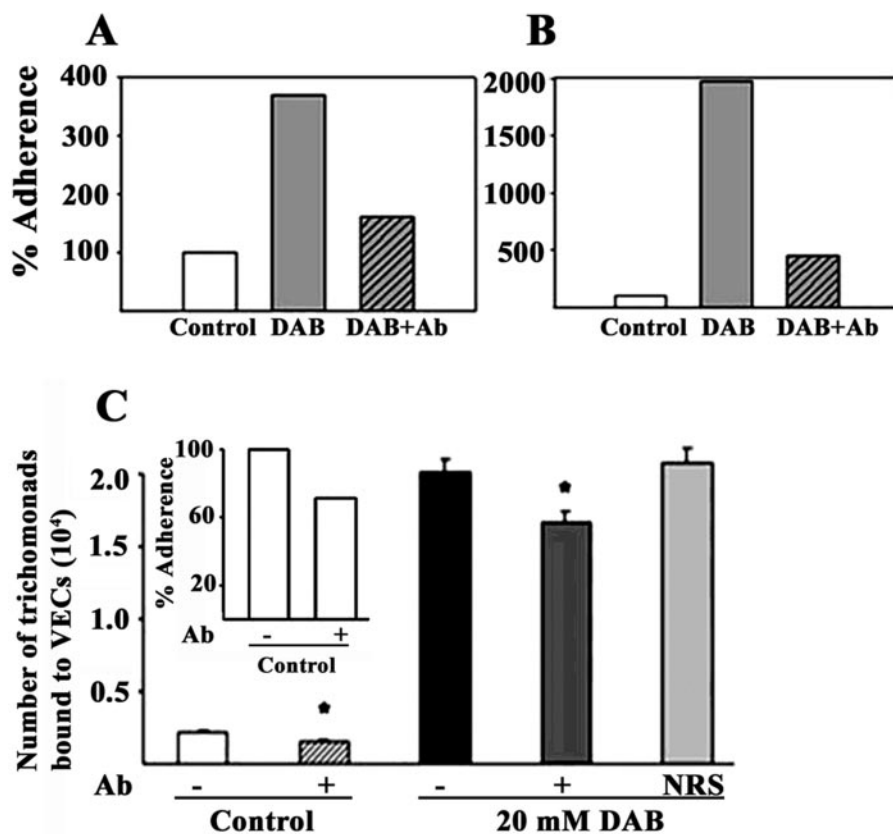 A
B
% Adherence
400
300
200
100
Control DAB DAB+Ab
2000
1500
1000
500
Control DAB DAB+Ab
C
Number of trichomonads
bound to VECs (10⁴)
2.0
1.5
1.0
0.5
% Adherence
100
60
20
Ab - +
Control
*
*
Ab - + - + NRS
Control 20 mM DAB